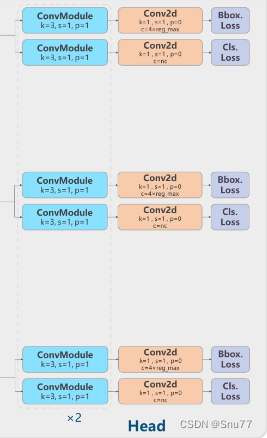 ConvModule
k=3, s=1, p=1
Conv2d
k=1, s=1, p=0
c=4×reg_max
Bbox.
Loss
ConvModule
k=3, s=1, p=1
Conv2d
k=1, s=1, p=0
c=nc
Cls.
Loss
ConvModule
k=3, s=1, p=1
Conv2d
k=1, s=1, p=0
c=4×reg_max
Bbox.
Loss
ConvModule
k=3, s=1, p=1
Conv2d
k=1, s=1, p=0
c=nc
Cls.
Loss
ConvModule
k=3, s=1, p=1
Conv2d
k=1, s=1, p=0
c=4×reg_max
Bbox.
Loss
ConvModule
k=3, s=1, p=1
Conv2d
k=1, s=1, p=0
c=nc
Cls.
Loss
×2
Head
CSDN @Snu77